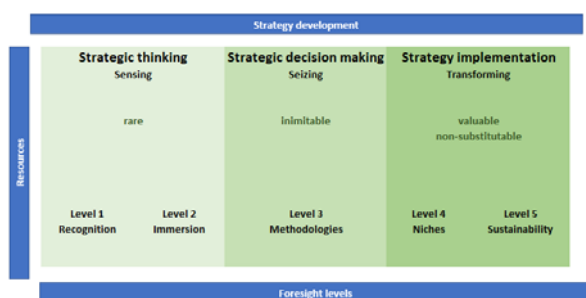 Strategy development
Resources
Strategic thinking
Sensing
rare
Level 1
Recognition
Level 2
Immersion
Strategic decision making
Seizing
inimitable
Level 3
Methodologies
Strategy implementation
Transforming
valuable
non-substitutable
Level 4
Niches
Level 5
Sustainability
Foresight levels